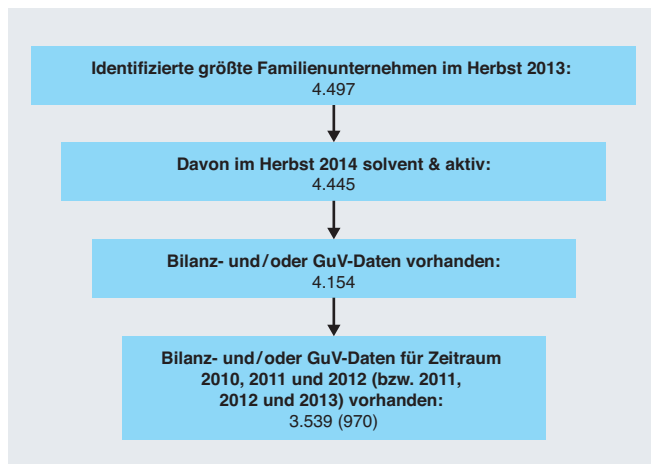 Identifizierte größte Familienunternehmen im Herbst 2013:
4.497
Davon im Herbst 2014 solvent & aktiv:
4.445
Bilanz- und/oder GuV-Daten vorhanden:
4.154
Bilanz- und/oder GuV-Daten für Zeitraum
2010, 2011 und 2012 (bzw. 2011,
2012 und 2013) vorhanden:
3.539 (970)